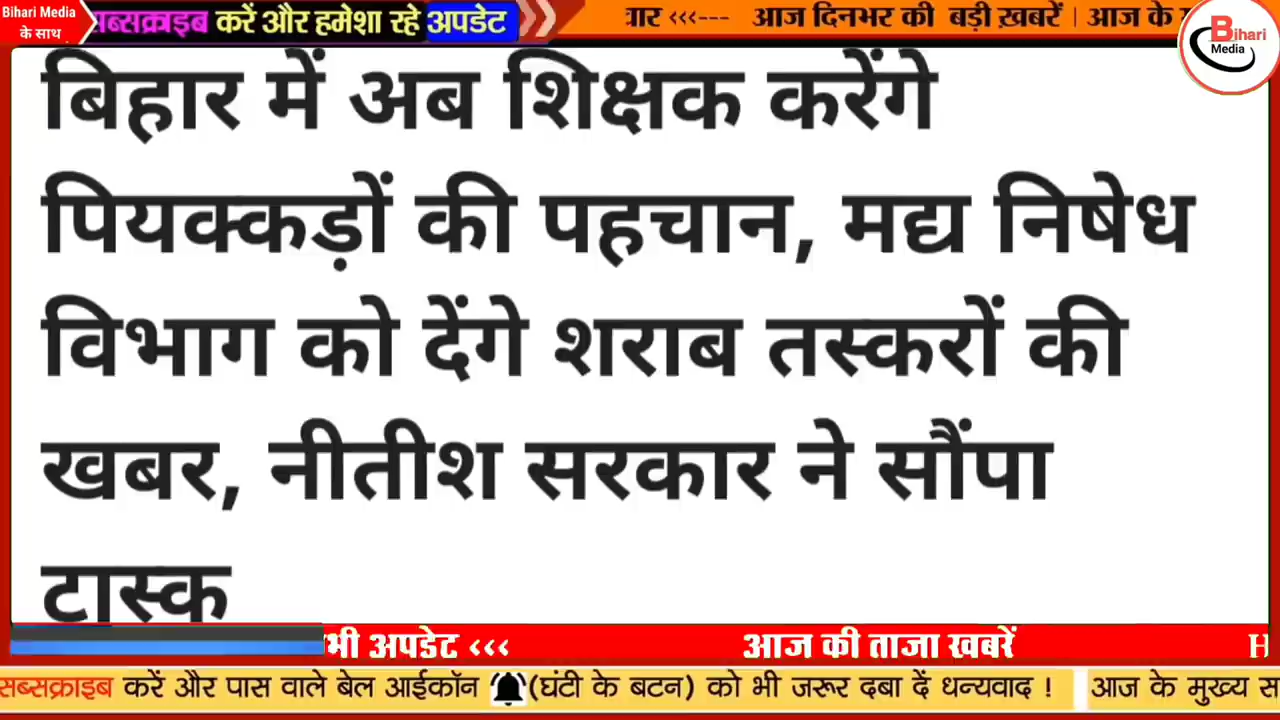 Bihari Media
के साथ
सब्सक्राइब करें और हमेशा रहे अपडेट
<<<--- आज दिनभर की बड़ी ख़बरें | आज के
Bihari
Media
बिहार में अब शिक्षक करेंगे
पियक्कड़ों की पहचान, मद्य निषेध
विभाग को देंगे शराब तस्करों की
खबर, नीतीश सरकार ने सौंपा
टास्क
अपडेट <<< आज की ताजा खबरें H
सब्सक्राइब करें और पास वाले बेल आईकॉन (घंटी के बटन) को भी जरूर दबा दें धन्यवाद ! आज के मुख्य स